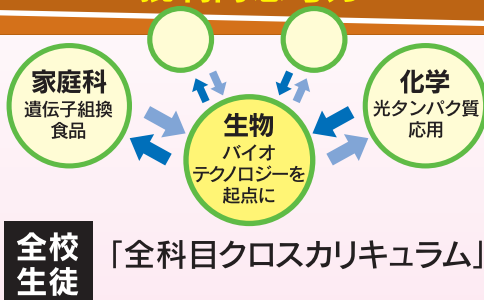 家庭科
遺伝子組換
食品
生物
バイオ
テクノロジーを
起点に
化学
光タンパク質
応用
全校
生徒
「全科目クロスカリキュラム」